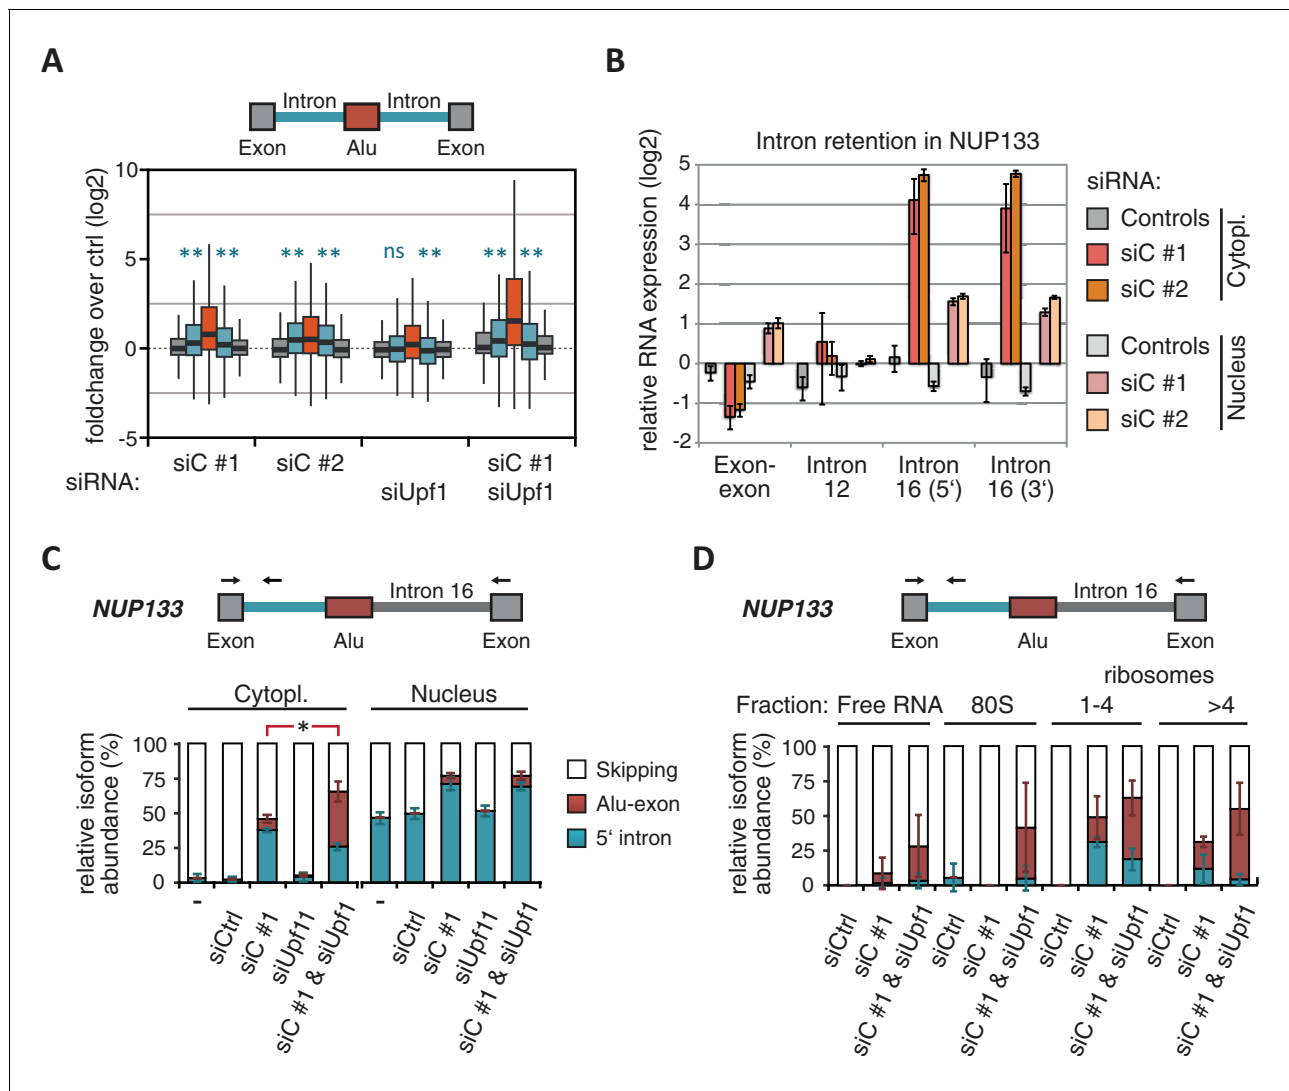 A
Intron Intron
Exon Alu Exon
foldchange over ctrl (log2)
10
5
0
-5
** ** ** ** ns ** ** **
siRNA:
siC #1 siC #2 siUpf1 siC #1
siUpf1
B
Intron retention in NUP133
relative RNA expression (log2)
5
4
3
2
1
0
-1
-2
Exon-
exon
Intron
12
Intron
16 (5‘)
Intron
16 (3‘)
siRNA:
Controls
siC #1
siC #2
Cytopl.
Controls
siC #1
siC #2
Nucleus
C
NUP133
Intron 16
Exon Alu Exon
Cytopl. Nucleus
*
relative isoform
abundance (%)
100
75
50
25
0
-
siCtrl
siC #1
siUpf11
siC #1 & siUpf1
-
siCtrl
siC #1
siUpf11
siC #1 & siUpf1
Skipping
Alu-exon
5‘ intron
D
NUP133
Intron 16
Exon Alu Exon
ribosomes
Fraction: Free RNA 80S 1-4 >4
relative isoform
abundance (%)
100
75
50
25
0
siCtrl
siC #1
siC #1 & siUpf1
siCtrl
siC #1
siC #1 & siUpf1
siCtrl
siC #1
siC #1 & siUpf1
siCtrl
siC #1
siC #1 & siUpf1